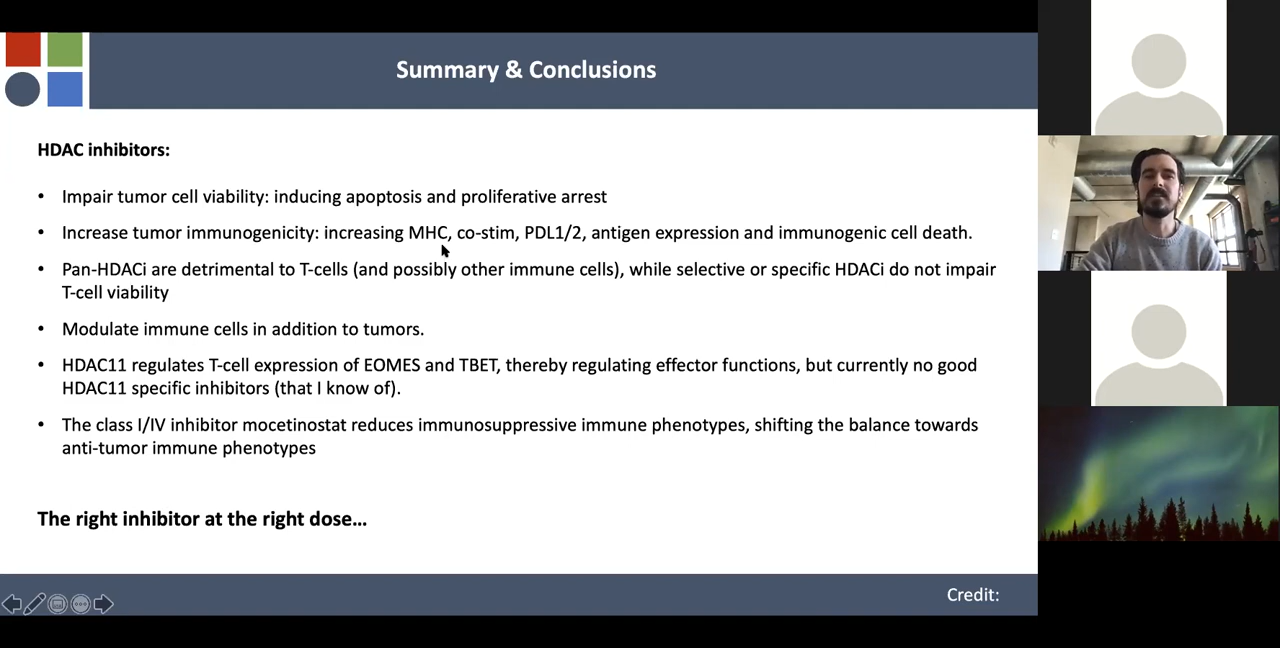 Summary & Conclusions
HDAC inhibitors:
• Impair tumor cell viability: inducing apoptosis and proliferative arrest
• Increase tumor immunogenicity: increasing MHC, co-stim, PDL1/2, antigen expression and immunogenic cell death.
• Pan-HDACi are detrimental to T-cells (and possibly other immune cells), while selective or specific HDACi do not impair
T-cell viability
• Modulate immune cells in addition to tumors.
• HDAC11 regulates T-cell expression of EOMES and TBET, thereby regulating effector functions, but currently no good
HDAC11 specific inhibitors (that I know of).
• The class I/IV inhibitor mocetinostat reduces immunosuppressive immune phenotypes, shifting the balance towards
anti-tumor immune phenotypes
The right inhibitor at the right dose…
Credit: